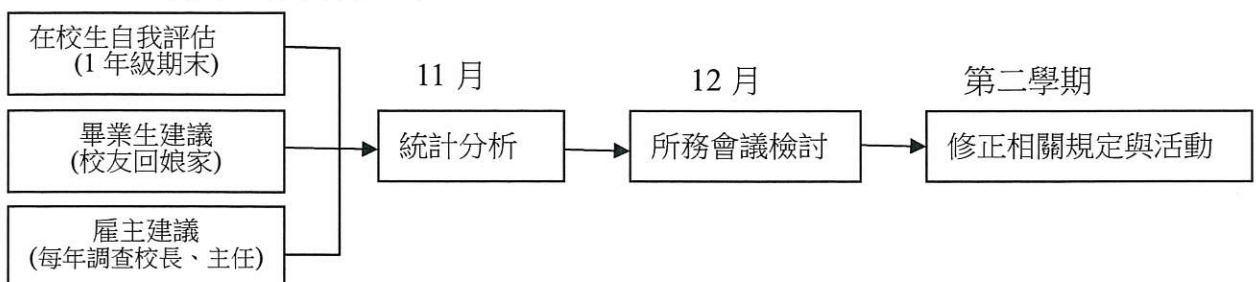 在校生自我評估
(1 年級期末)
畢業生建議
(校友回娘家)
雇主建議
(每年調查校長、主任)
11 月
統計分析
12 月
所務會議檢討
第二學期
修正相關規定與活動